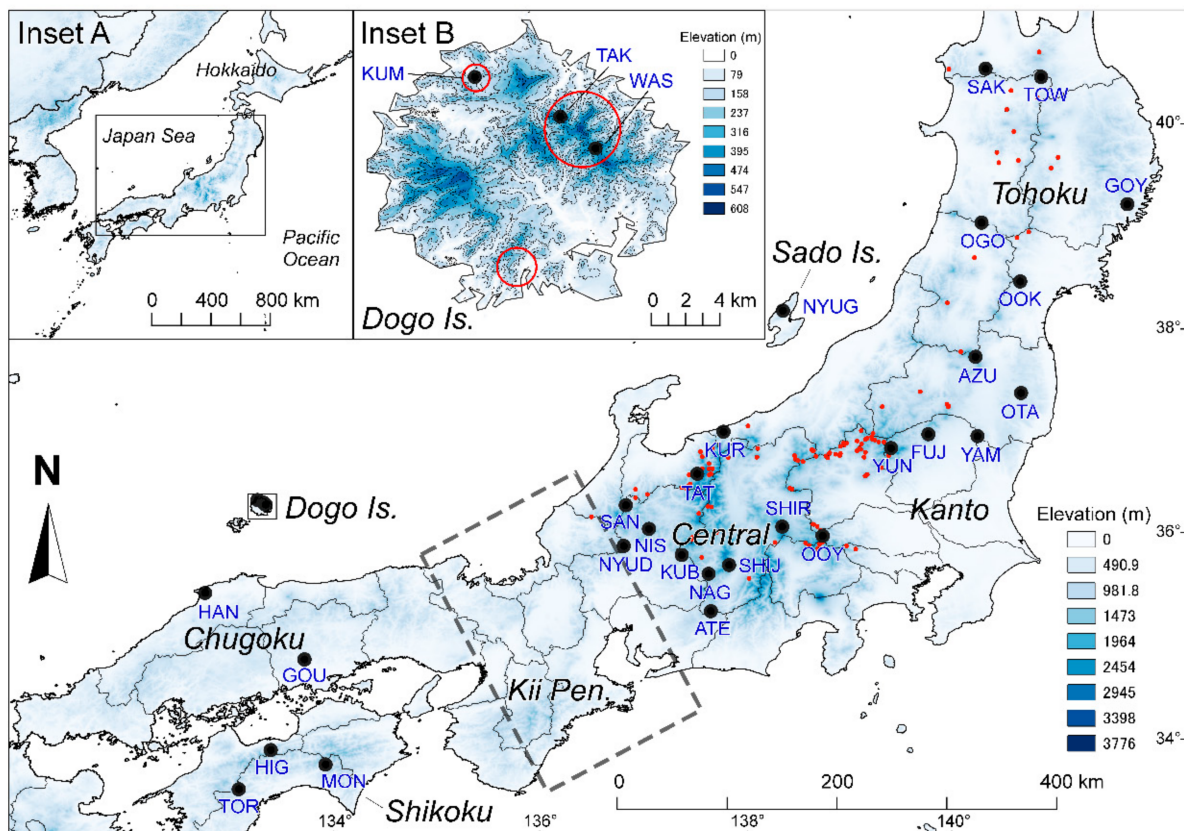 Inset A
Hokkaido
Japan Sea
Pacific
Ocean
0 400 800 km
Inset B
KUM
TAK
WAS
Elevation (m)
0
79
158
237
316
395
474
547
608
0 2 4 km
Dogo Is.
SAK
TOW
40°
Tohoku
GOY
OGO
OOK
Sado Is.
NYUG
38°
AZU
OTA
KUR
YUN
FUJ
YAM
TAT
Kanto
N
Dogo Is.
SAN
SHIR
Central
NIS
OOY
36°
NYUD
KUB
SHIJ
NAG
ATE
HAN
Chugoku
GOU
Kii Pen.
Elevation (m)
0
490.9
981.8
1473
1964
2454
2945
3398
3776
34°
HIG
MON
TOR
Shikoku
0 200 400 km
134° 136° 138° 140°